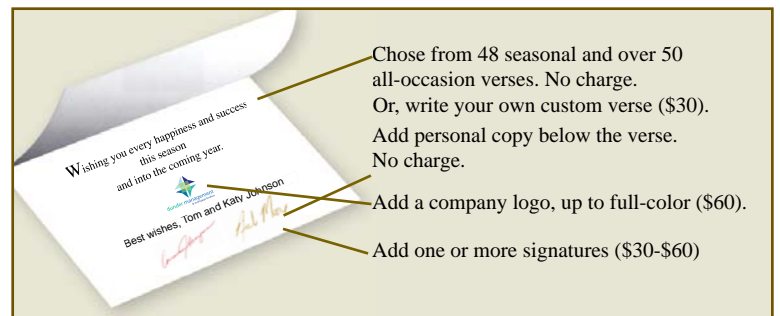 Chose from 48 seasonal and over 50
all-occasion verses. No charge.
Or, write your own custom verse ($30).
Add personal copy below the verse.
No charge.
Add a company logo, up to full-color ($60).
Add one or more signatures ($30-$60)
Wishing you every happiness and success
this season
and into the coming year.
dunder management
Best wishes, Tom and Katy Johnson